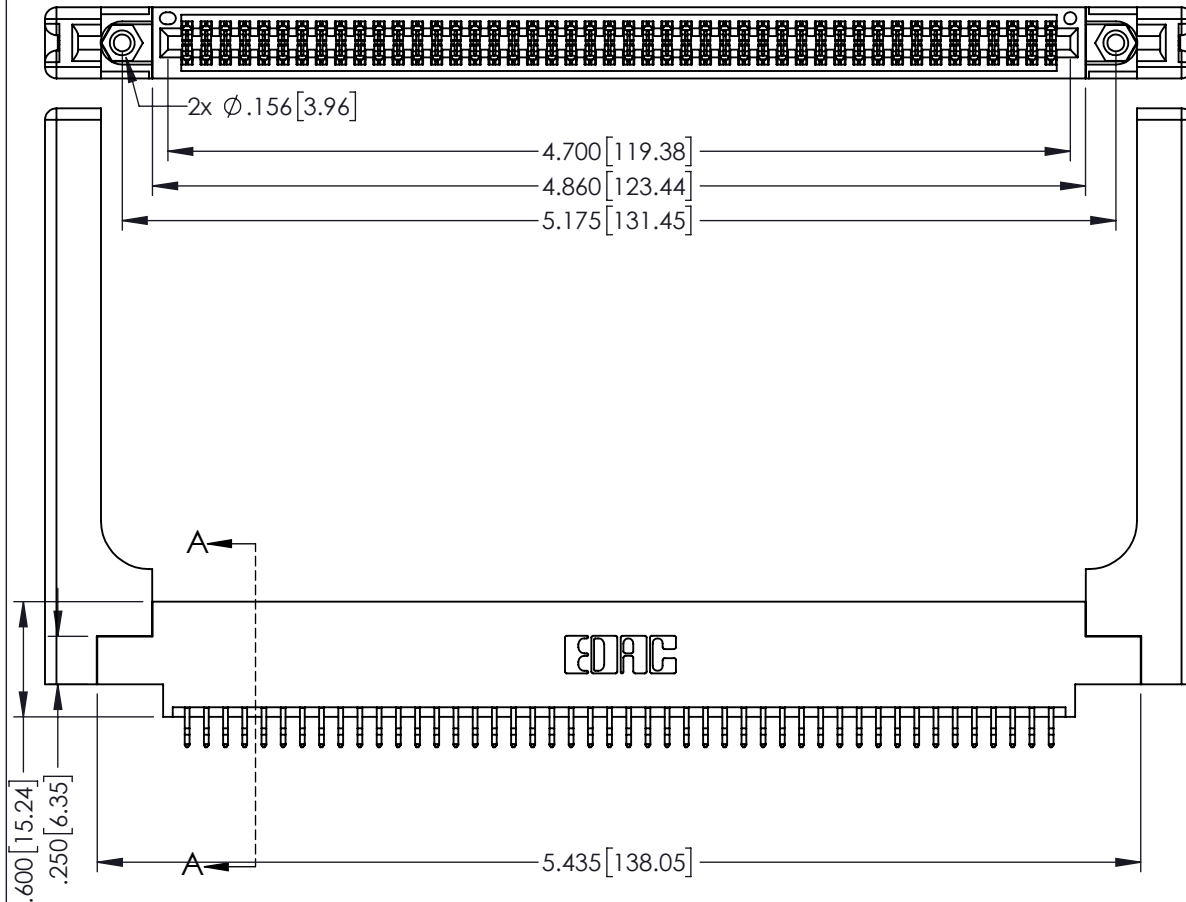 2x ∅.156[3.96]
4.700[119.38]
4.860[123.44]
5.175[131.45]
A
EDAC
.600[15.24]
.250[6.35]
A
5.435[138.05]